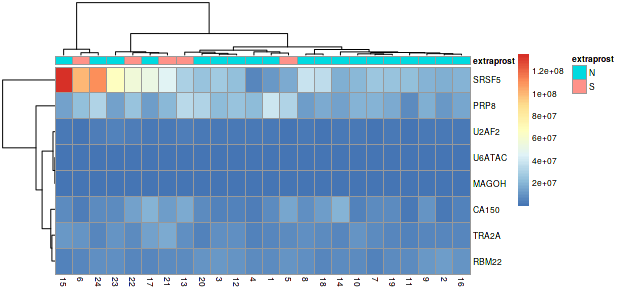 extraprost
SRSF5
PRP8
U2AF2
U6ATAC
MAGOH
CA150
TRA2A
RBM22
15 6 24 23 22 17 21 13 20 3 12 4 1 5 8 18 14 10 7 19 11 9 2 16
1.2e+08
1e+08
8e+07
6e+07
4e+07
2e+07
extraprost
N
S